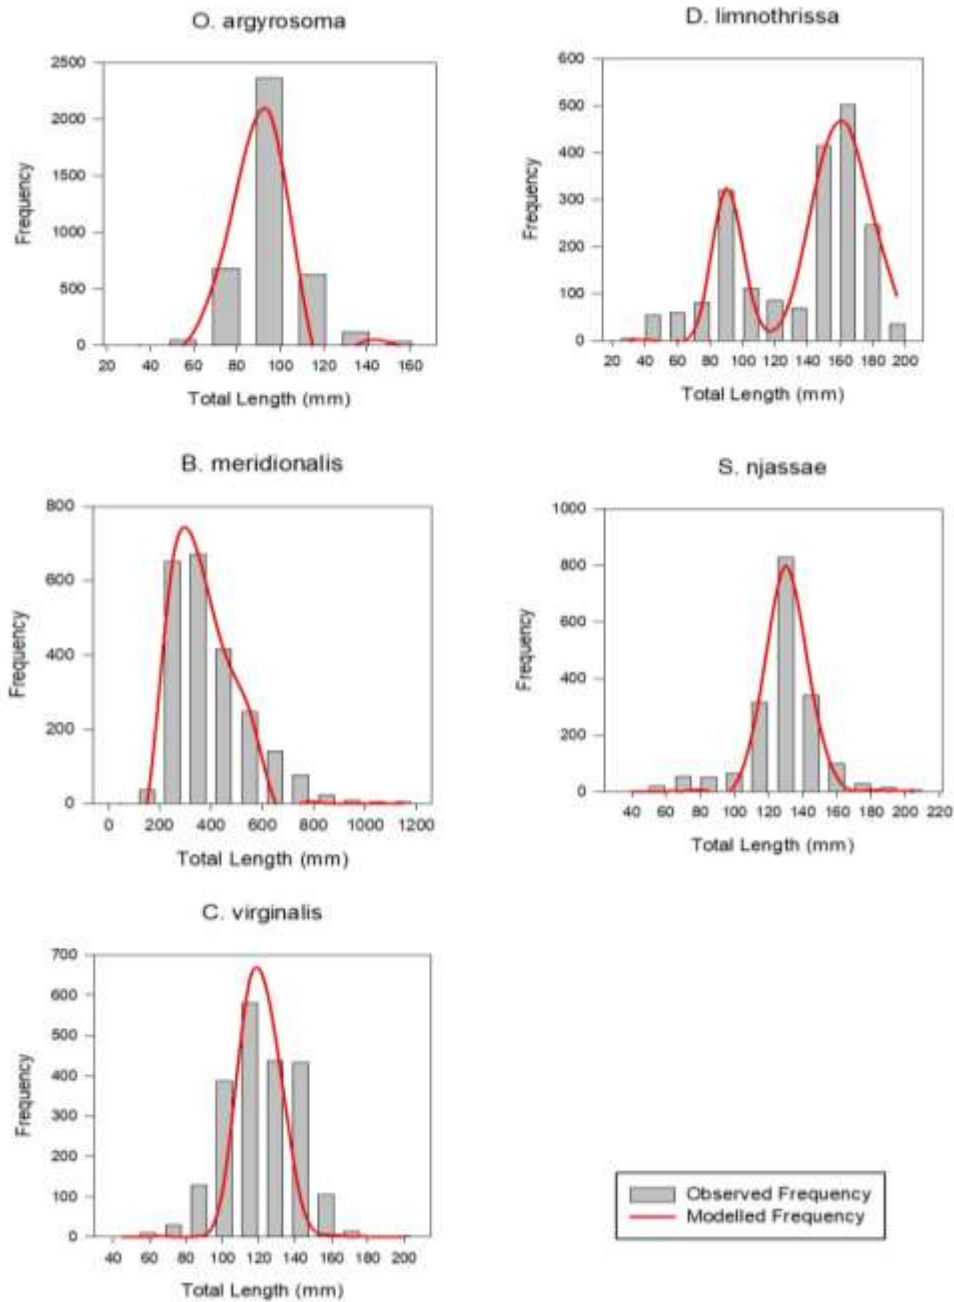 O. argyrosoma
2500
2000
1500
1000
500
0
Frequency
20 40 60 80 100 120 140 160
Total Length (mm)
D. limnothrissa
600
500
400
300
200
100
0
Frequency
20 40 60 80 100 120 140 160 180 200
Total Length (mm)
B. meridionalis
800
600
400
200
0
Frequency
0 200 400 600 800 1000 1200
Total Length (mm)
S. njassae
1000
800
600
400
200
0
Frequency
40 60 80 100 120 140 160 180 200 220
Total Length (mm)
C. virginalis
700
600
500
400
300
200
100
0
Frequency
40 60 80 100 120 140 160 180 200
Total Length (mm)
Observed Frequency
Modelled Frequency